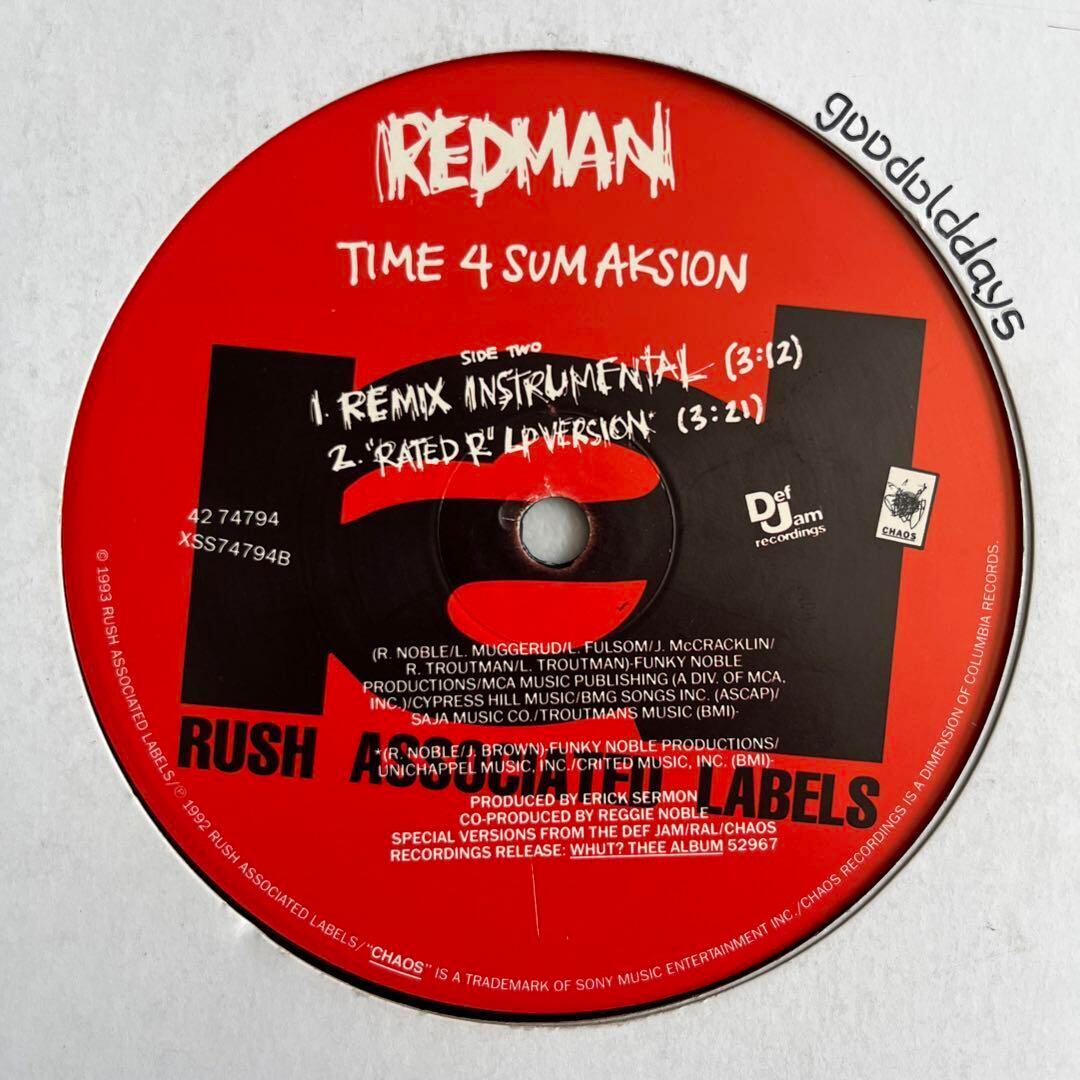 REDMAN
TIME 4 SUM AKSION
gooodolddays
SIDE TWO
1. REMIX INSTRUMENTAL (3:12)
2. "RATED R" LP VERSION* (3:21)
42 74794
XSS74794B
Def
Jam
recordings
CHAOS
(R. NOBLE/L. MUGGERUD/L. FULSOM/J. McCRACKLIN/
R. TROUTMAN/L. TROUTMAN)-FUNKY NOBLE
PRODUCTIONS/MCA MUSIC PUBLISHING (A DIV. OF MCA,
INC.)/CYPRESS HILL MUSIC/BMG SONGS INC. (ASCAP)/
SAJA MUSIC CO./TROUTMANS MUSIC (BMI)-
*(R. NOBLE/J. BROWN)-FUNKY NOBLE PRODUCTIONS/
UNICHAPPEL MUSIC, INC./CRITED MUSIC, INC. (BMI)-
RUSH ASSOCIATED LABELS
PRODUCED BY ERICK SERMON
CO-PRODUCED BY REGGIE NOBLE
SPECIAL VERSIONS FROM THE DEF JAM/RAL/CHAOS
RECORDINGS RELEASE: WHUT? THEE ALBUM 52967
© 1993 RUSH ASSOCIATED LABELS/℗ 1992 RUSH ASSOCIATED LABELS/"CHAOS" IS A TRADEMARK OF SONY MUSIC ENTERTAINMENT INC./CHAOS RECORDINGS IS A DIMENSION OF COLUMBIA RECORDS.